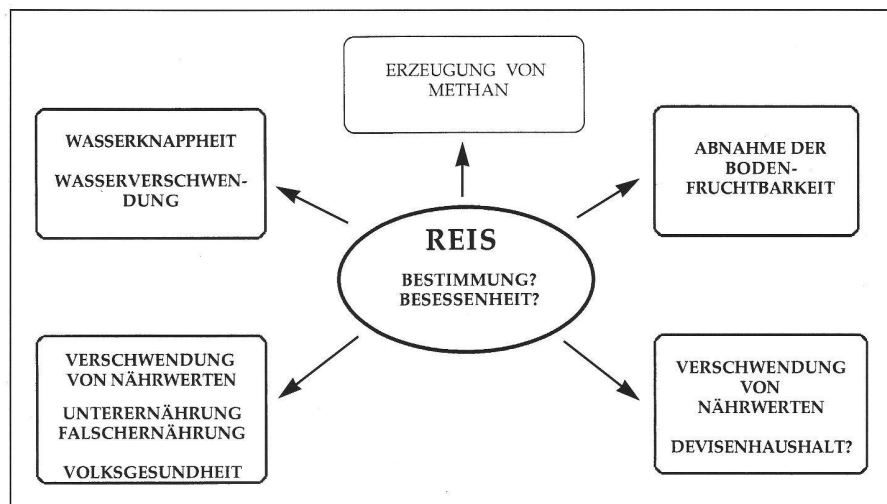 ERZEUGUNG VON
METHAN
WASSERKNAPPHEIT
WASSERVERSCHWEN-
DUNG
ABNAHME DER
BODEN-
FRUCHTBARKEIT
REIS
BESTIMMUNG?
BESESSENHEIT?
VERSCHWENDUNG
VON NÄHRWERTEN
UNTERERNÄHRUNG
FALSCHERNÄHRUNG
VOLKSGESUNDHEIT
VERSCHWENDUNG
VON
NÄHRWERTEN
DEVISENHAUSHALT?